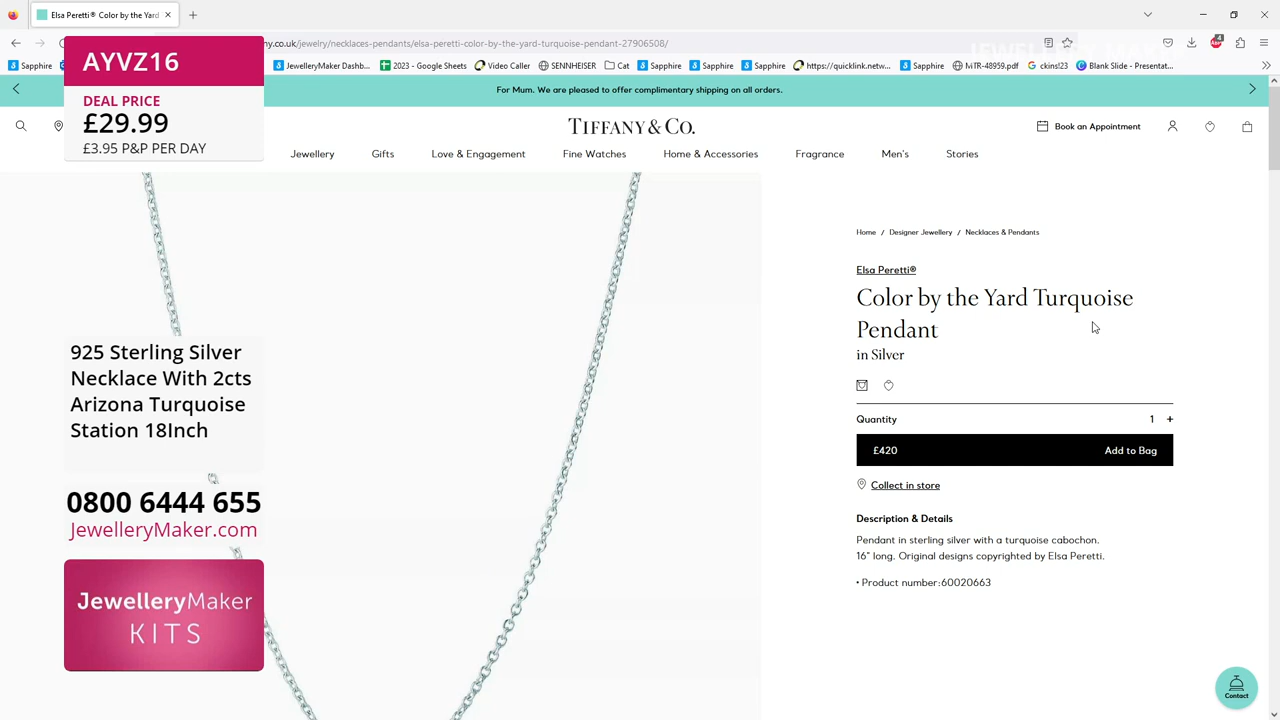 Elsa Peretti® Color by the Yard
AYVZ16
DEAL PRICE
£29.99
£3.95 P&P PER DAY
y.co.uk/jewelry/necklaces/elsa-peretti-color-by-the-yard-turquoise-pendant-27906508/
Sapphire
JewelleryMaker Dashb...
2023 - Google Sheets
Video Caller
SENNHEISER
Cat
Sapphire
Sapphire
Sapphire
https://quicklink.netw...
Sapphire
MTR-48959.pdf
ckins!23
Blank Slide - Presentat...
For Mum. We are pleased to offer complimentary shipping on all orders.
TIFFANY & CO.
Book an Appointment
Jewellery
Gifts
Love & Engagement
Fine Watches
Home & Accessories
Fragrance
Men's
Stories
Home / Designer Jewellery / Necklaces & Pendants
Elsa Peretti®
Color by the Yard Turquoise
Pendant
in Silver
Quantity 1 +
£420 Add to Bag
Collect in store
Description & Details
Pendant in sterling silver with a turquoise cabochon.
16" long. Original designs copyrighted by Elsa Peretti.
• Product number:60020663
Contact
925 Sterling Silver
Necklace With 2cts
Arizona Turquoise
Station 18Inch
0800 6444 655
JewelleryMaker.com
JewelleryMaker
KITS